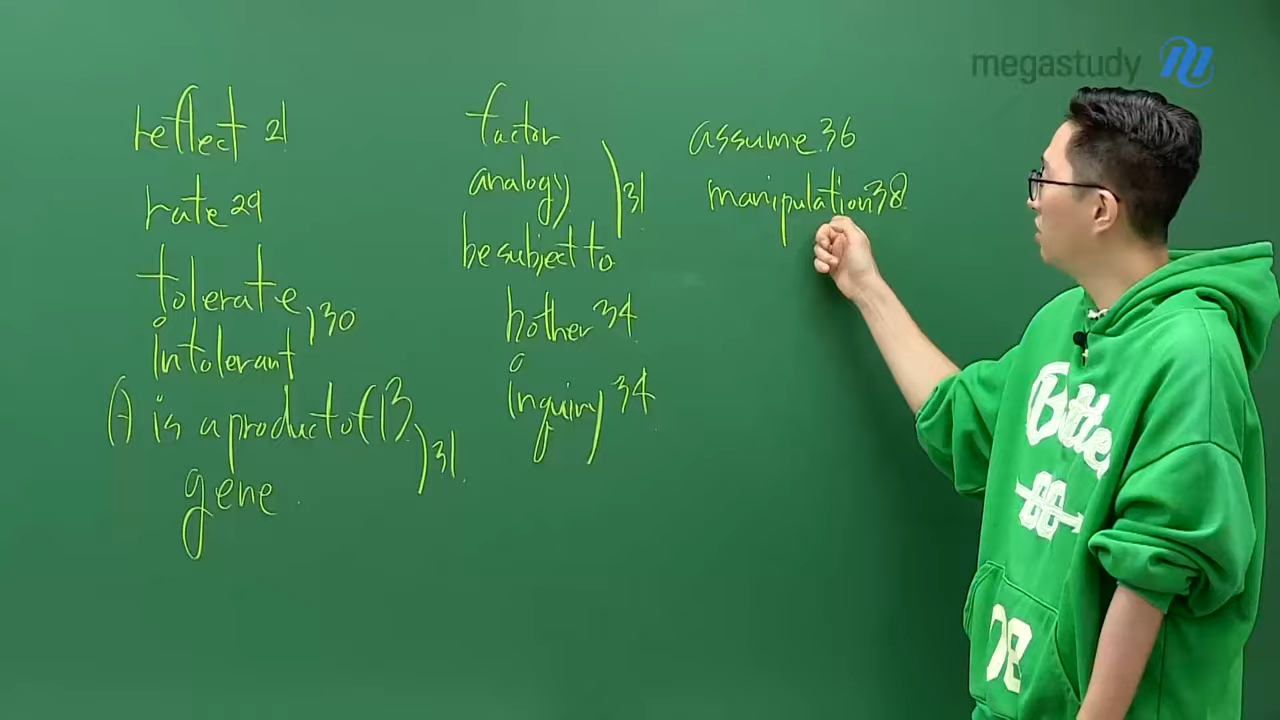 reflect 21
rate 29
tolerate
intolerant
)30
A is a product of B
gene
)31
factor
analogy
)31
be subject to
bother 34
inquiry 34
assume 36
manipulation 38
megastudy